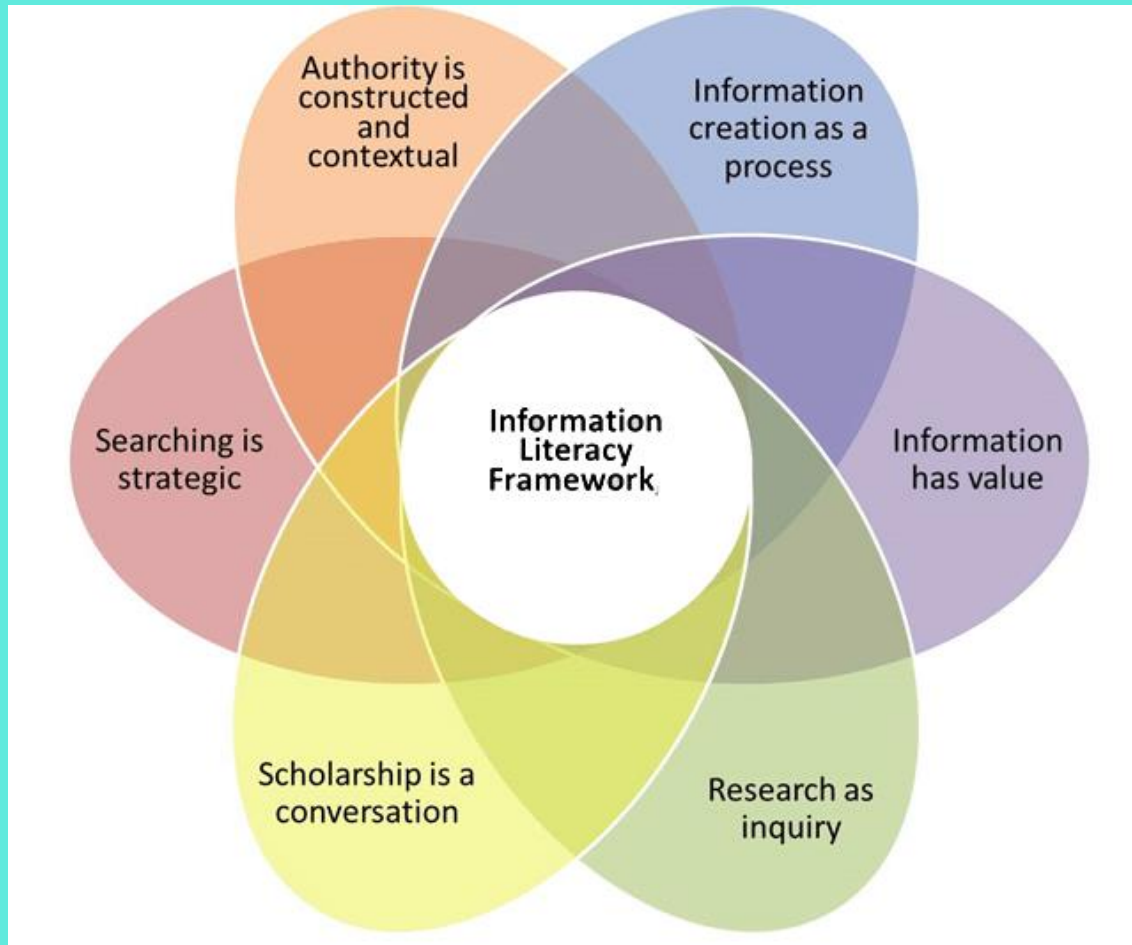 Authority is
constructed
and
contextual
Information
creation as a
process
Searching is
strategic
Information
Literacy
Framework
Information
has value
Scholarship is a
conversation
Research as
inquiry